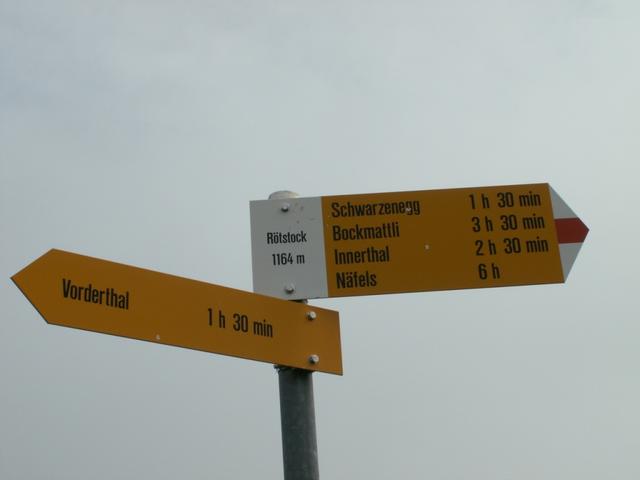 Rötstock
1164 m
Schwarzenegg 1 h 30 min
Bockmattli 3 h 30 min
Innerthal 2 h 30 min
Näfels 6 h
Vorderthal 1 h 30 min